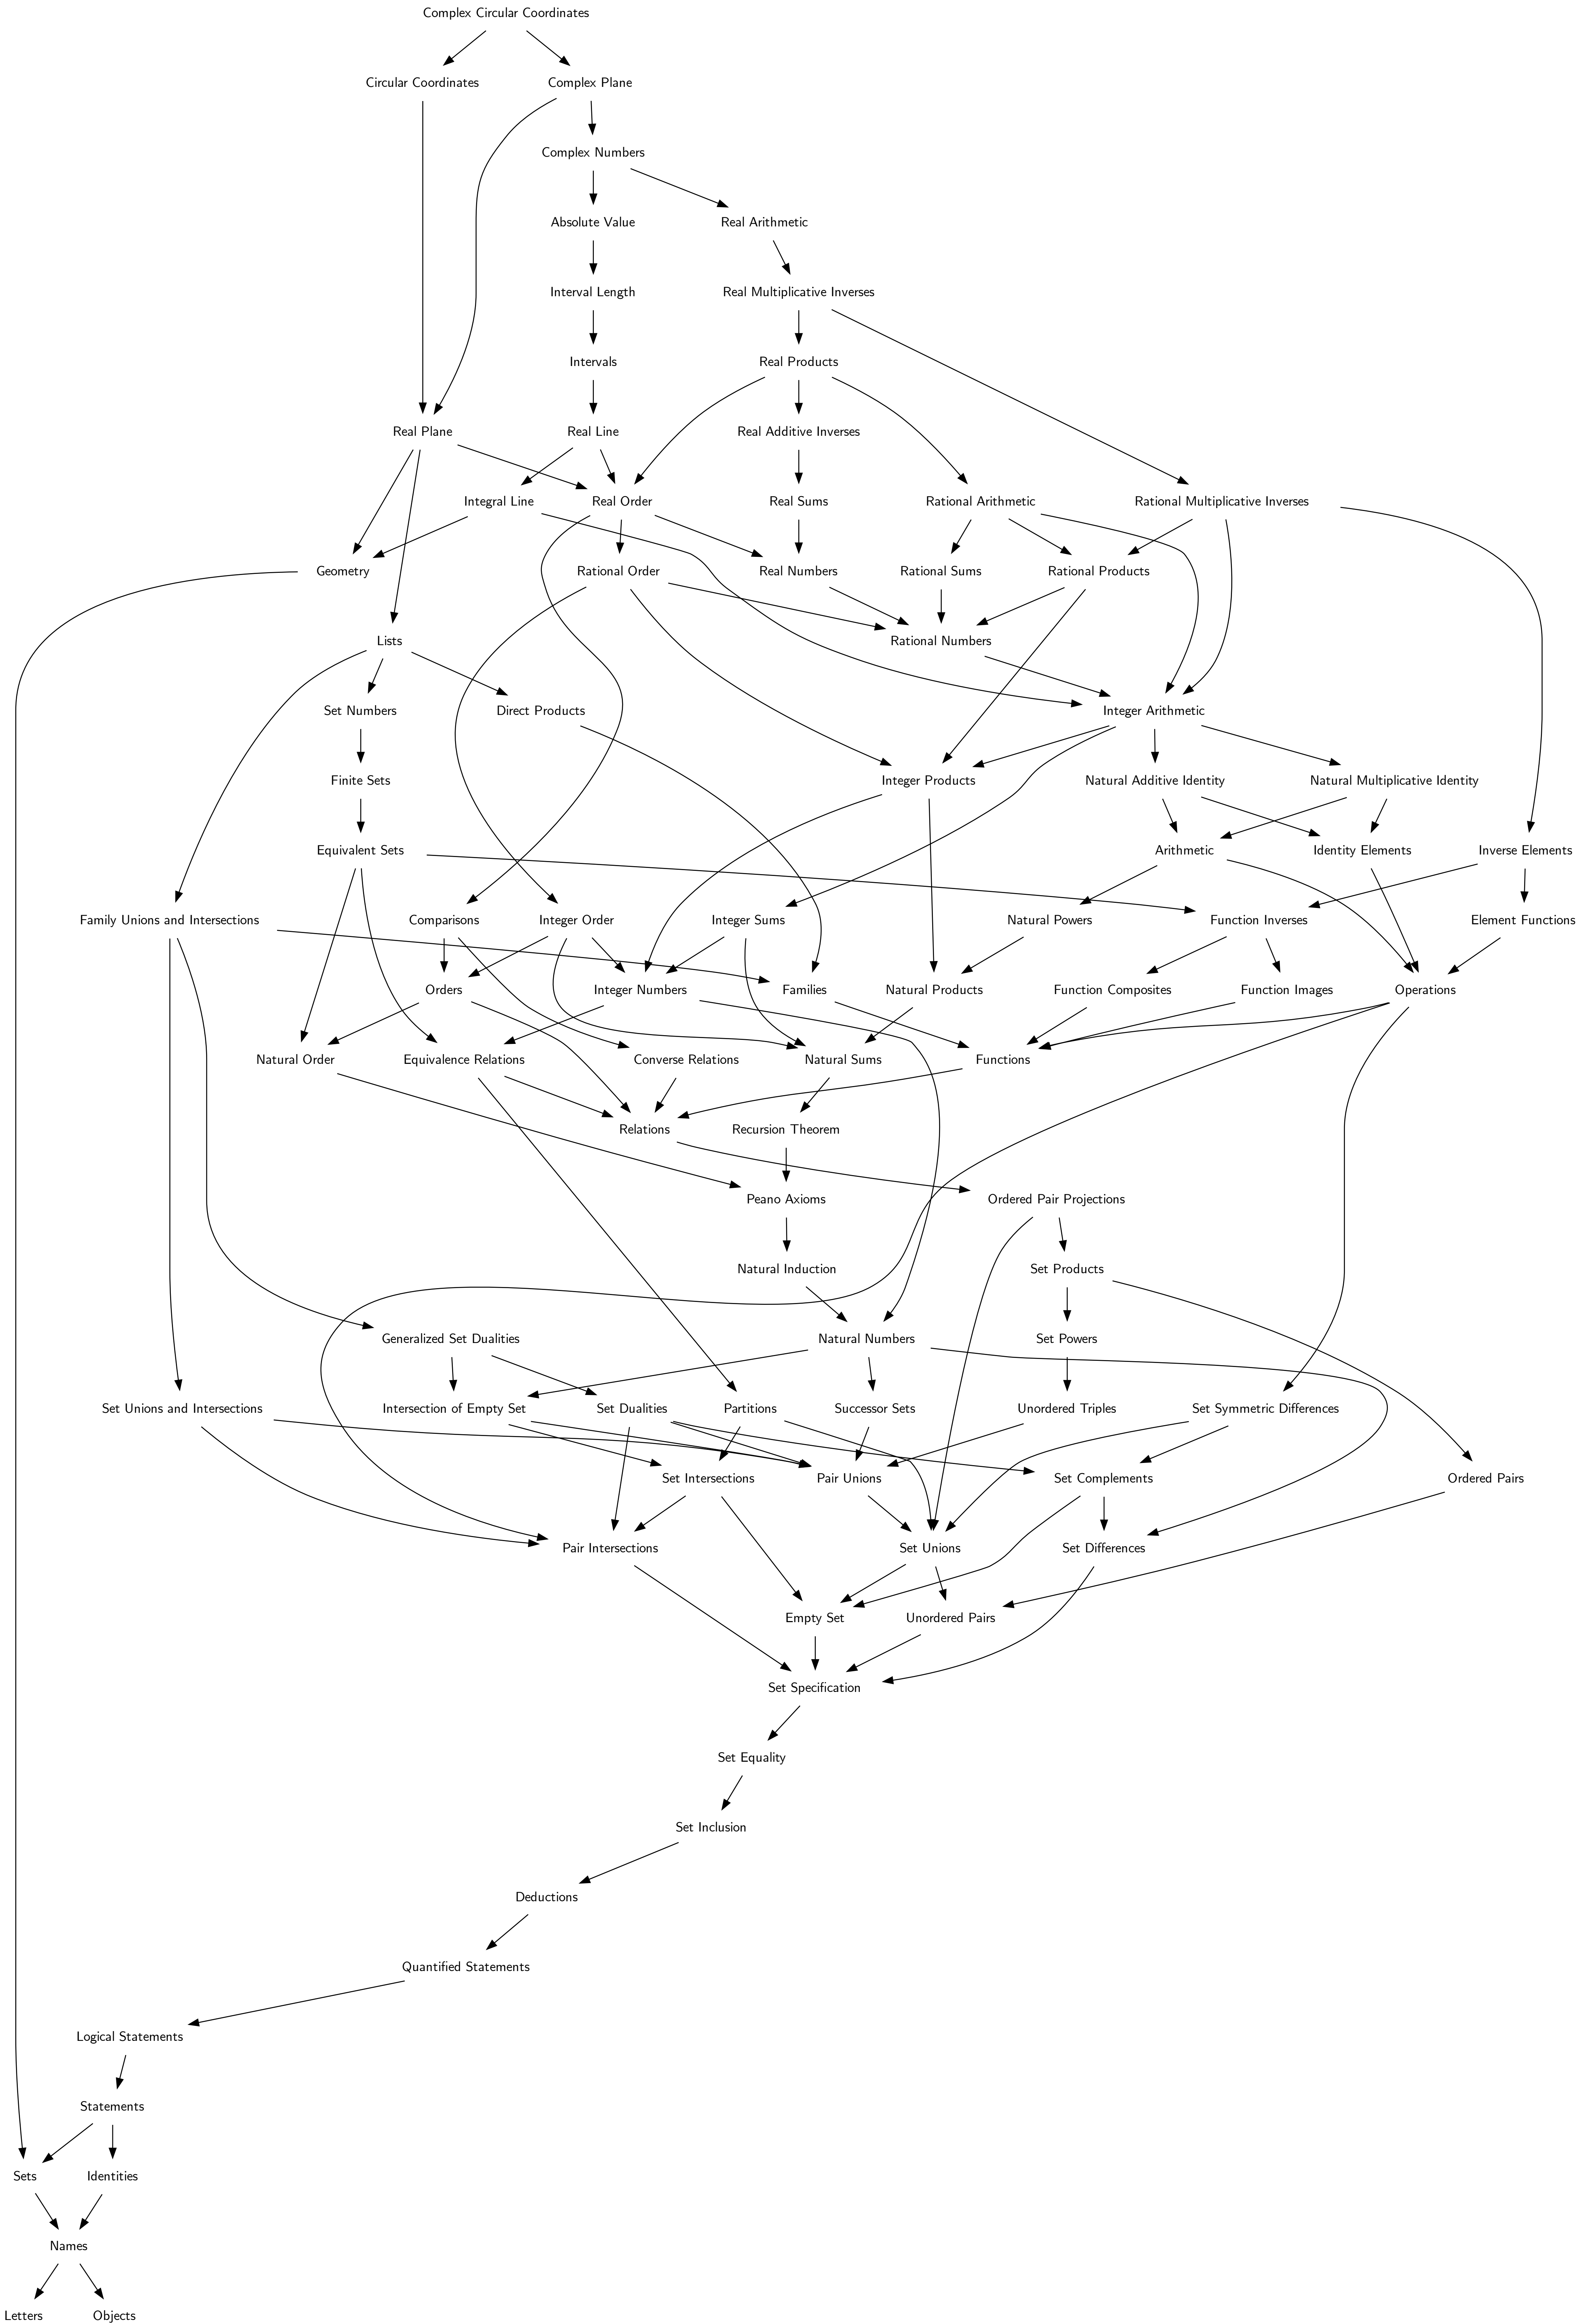 Complex Circular Coordinates
Circular Coordinates
Complex Plane
Complex Numbers
Absolute Value
Real Arithmetic
Interval Length
Real Multiplicative Inverses
Intervals
Real Products
Real Plane
Real Line
Real Additive Inverses
Integral Line
Real Order
Real Sums
Rational Arithmetic
Rational Multiplicative Inverses
Geometry
Rational Order
Real Numbers
Rational Sums
Rational Products
Lists
Rational Numbers
Set Numbers
Direct Products
Integer Arithmetic
Finite Sets
Integer Products
Natural Additive Identity
Natural Multiplicative Identity
Equivalent Sets
Arithmetic
Identity Elements
Inverse Elements
Family Unions and Intersections
Comparisons
Integer Order
Integer Sums
Natural Powers
Function Inverses
Element Functions
Orders
Integer Numbers
Families
Natural Products
Function Composites
Function Images
Operations
Natural Order
Equivalence Relations
Converse Relations
Natural Sums
Functions
Relations
Recursion Theorem
Peano Axioms
Ordered Pair Projections
Natural Induction
Set Products
Generalized Set Dualities
Natural Numbers
Set Powers
Set Unions and Intersections
Intersection of Empty Set
Set Dualities
Partitions
Successor Sets
Unordered Triples
Set Symmetric Differences
Set Intersections
Pair Unions
Set Complements
Ordered Pairs
Pair Intersections
Set Unions
Set Differences
Empty Set
Unordered Pairs
Set Specification
Set Equality
Set Inclusion
Deductions
Quantified Statements
Logical Statements
Statements
Sets
Identities
Names
Letters
Objects